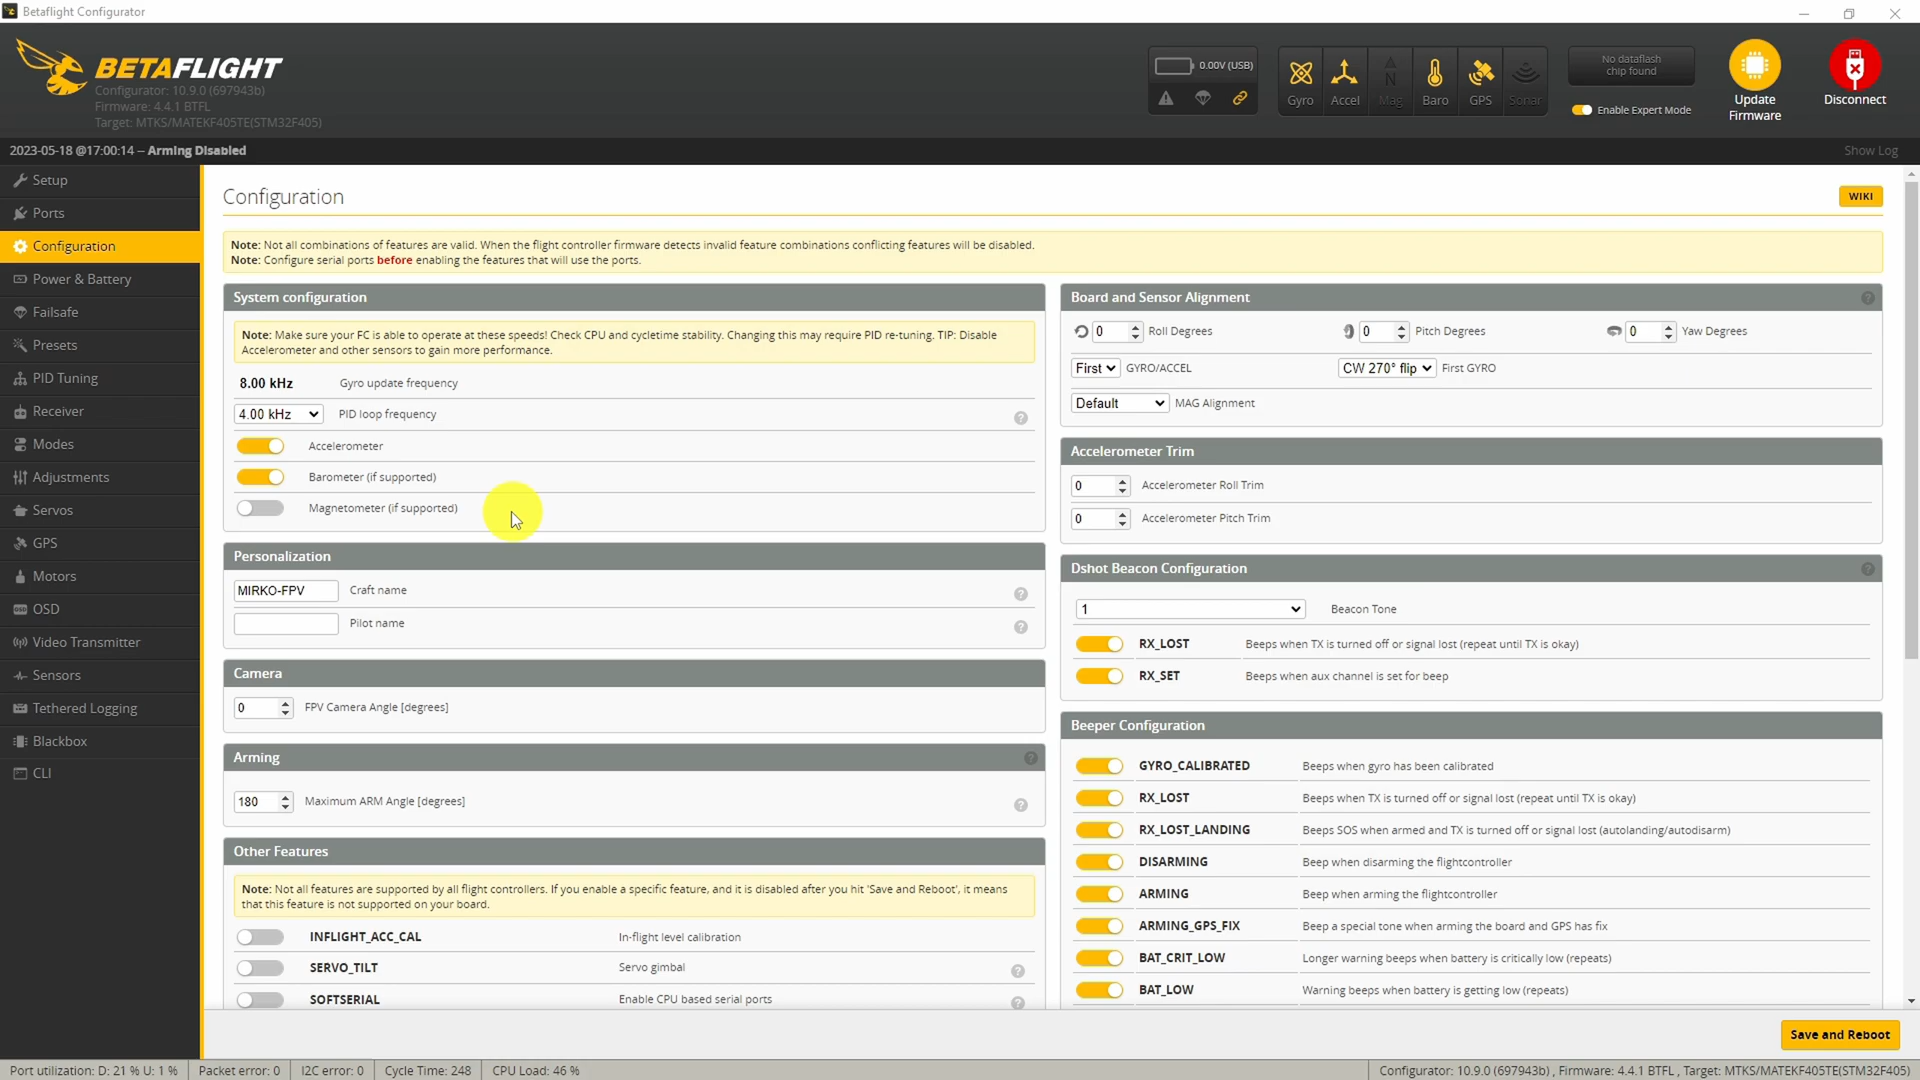 Betaflight Configurator
BETAFLIGHT
Configurator: 10.9.0 (697943b)
Firmware: 4.4.1 BTFL
Target: MTKS/MATEKF405TE(STM32F405)
0.00V (USB)
Gyro
Accel
Mag
Baro
GPS
Sonar
No dataflash
chip found
Enable Expert Mode
Update
Firmware
Disconnect
2023-05-18 @17:00:14 -- Arming Disabled
Show Log
Setup
Ports
Configuration
Power & Battery
Failsafe
Presets
PID Tuning
Receiver
Modes
Adjustments
Servos
GPS
Motors
OSD
Video Transmitter
Sensors
Tethered Logging
Blackbox
CLI
Configuration
WIKI
Note: Not all combinations of features are valid. When the flight controller firmware detects invalid feature combinations conflicting features will be disabled.
Note: Configure serial ports before enabling the features that will use the ports.
System configuration
Note: Make sure your FC is able to operate at these speeds! Check CPU and cycletime stability. Changing this may require PID re-tuning. TIP: Disable
Accelerometer and other sensors to gain more performance.
8.00 kHz Gyro update frequency
4.00 kHz PID loop frequency
Accelerometer
Barometer (if supported)
Magnetometer (if supported)
Personalization
MIRKO-FPV Craft name
Pilot name
Camera
0 FPV Camera Angle [degrees]
Arming
180 Maximum ARM Angle [degrees]
Other Features
Note: Not all features are supported by all flight controllers. If you enable a specific feature, and it is disabled after you hit 'Save and Reboot', it means
that this feature is not supported on your board.
INFLIGHT_ACC_CAL In-flight level calibration
SERVO_TILT Servo gimbal
SOFTSERIAL Enable CPU based serial ports
Board and Sensor Alignment
0 Roll Degrees 0 Pitch Degrees 0 Yaw Degrees
First GYRO/ACCEL CW 270° flip First GYRO
Default MAG Alignment
Accelerometer Trim
0 Accelerometer Roll Trim
0 Accelerometer Pitch Trim
Dshot Beacon Configuration
1 Beacon Tone
RX_LOST Beeps when TX is turned off or signal lost (repeat until TX is okay)
RX_SET Beeps when aux channel is set for beep
Beeper Configuration
GYRO_CALIBRATED Beeps when gyro has been calibrated
RX_LOST Beeps when TX is turned off or signal lost (repeat until TX is okay)
RX_LOST_LANDING Beeps SOS when armed and TX is turned off or signal lost (autolanding/autodisarm)
DISARMING Beep when disarming the flightcontroller
ARMING Beep when arming the flightcontroller
ARMING_GPS_FIX Beep a special tone when arming the board and GPS has fix
BAT_CRIT_LOW Longer warning beeps when battery is critically low (repeats)
BAT_LOW Warning beeps when battery is getting low (repeats)
Save and Reboot
Port utilization: D: 21 % U: 1 % Packet error: 0 I2C error: 0 Cycle Time: 248 CPU Load: 46 % Configurator: 10.9.0 (697943b) , Firmware: 4.4.1 BTFL , Target: MTKS/MATEKF405TE(STM32F405)